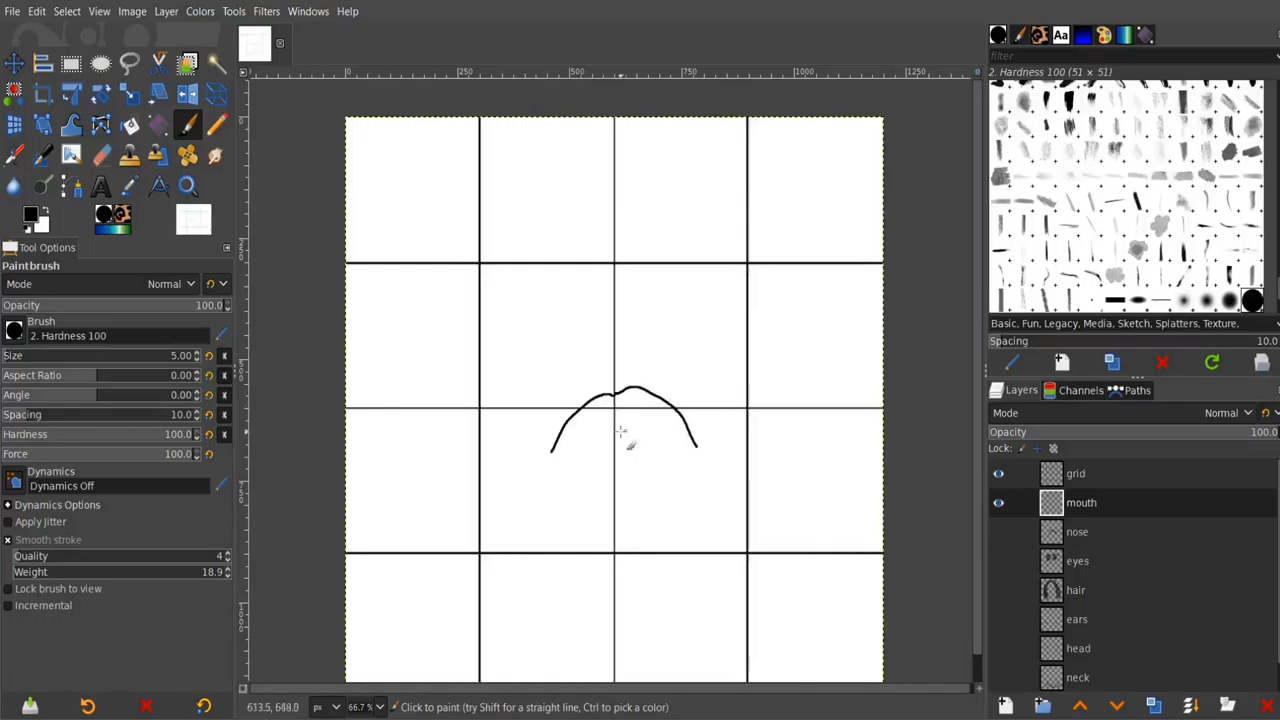 File Edit Select View Image Layer Colors Tools Filters Windows Help
filter
2. Hardness 100 (51 × 51)
0 250 500 750 1000 1250
Tool Options
Paintbrush
Mode Normal
Opacity 100.0
Brush
2. Hardness 100
Size 5.00
Aspect Ratio 0.00
Angle 0.00
Spacing 10.0
Hardness 100.0
Force 100.0
Dynamics
Dynamics Off
Dynamics Options
Apply Jitter
Smooth stroke
Quality 4
Weight 18.9
Lock brush to view
Incremental
Basic, Fun, Legacy, Media, Sketch, Splatters, Texture,
Spacing 10.0
Layers Channels Paths
Mode Normal
Opacity 100.0
Lock:
grid
mouth
nose
eyes
hair
ears
head
neck
613.5, 648.0 px 66.7 % Click to paint (try Shift for a straight line, Ctrl to pick a color)